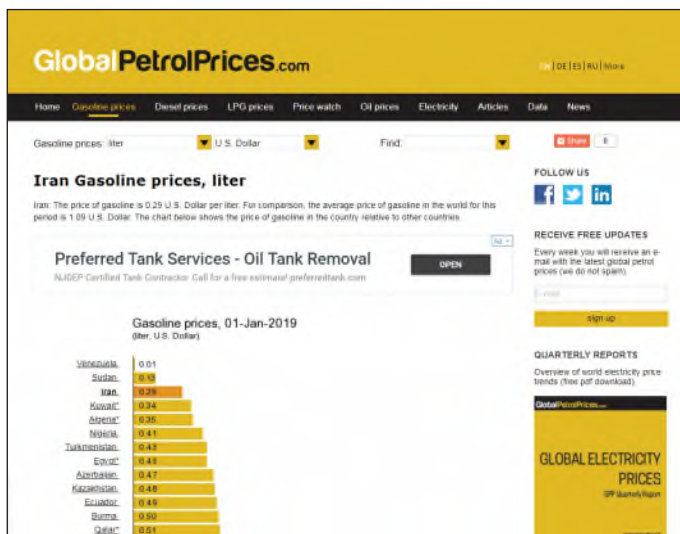 GlobalPetrolPrices.com
EN | DE | ES | RU | More
Home Gasoline prices Diesel prices LPG prices Price watch Oil prices Electricity Articles Data News
Gasoline prices: liter U.S. Dollar Find: Share
Iran Gasoline prices, liter
Iran: The price of gasoline is 0.29 U.S. Dollar per liter. For comparison, the average price of gasoline in the world for this
period is 1.09 U.S. Dollar. The chart below shows the price of gasoline in the country relative to other countries.
Ad
Preferred Tank Services - Oil Tank Removal
NJDEP Certified Tank Contractor. Call for a free estimate! preferredtank.com
OPEN
Gasoline prices, 01-Jan-2019
(liter, U.S. Dollar)
Venezuela 0.01
Sudan 0.13
Iran 0.29
Kuwait* 0.34
Algeria* 0.35
Nigeria 0.41
Turkmenistan 0.43
Egypt* 0.43
Azerbaijan 0.47
Kazakhstan 0.48
Ecuador 0.49
Burma 0.50
Qatar* 0.51
FOLLOW US
f in
RECEIVE FREE UPDATES
Every week you will receive an e-
mail with the latest global petrol
prices (we do not spam).
E-mail
sign up
QUARTERLY REPORTS
Overview of world electricity price
trends (free pdf download).
GlobalPetrolPrices.com
GLOBAL ELECTRICITY
PRICES
GPP Quarterly Report